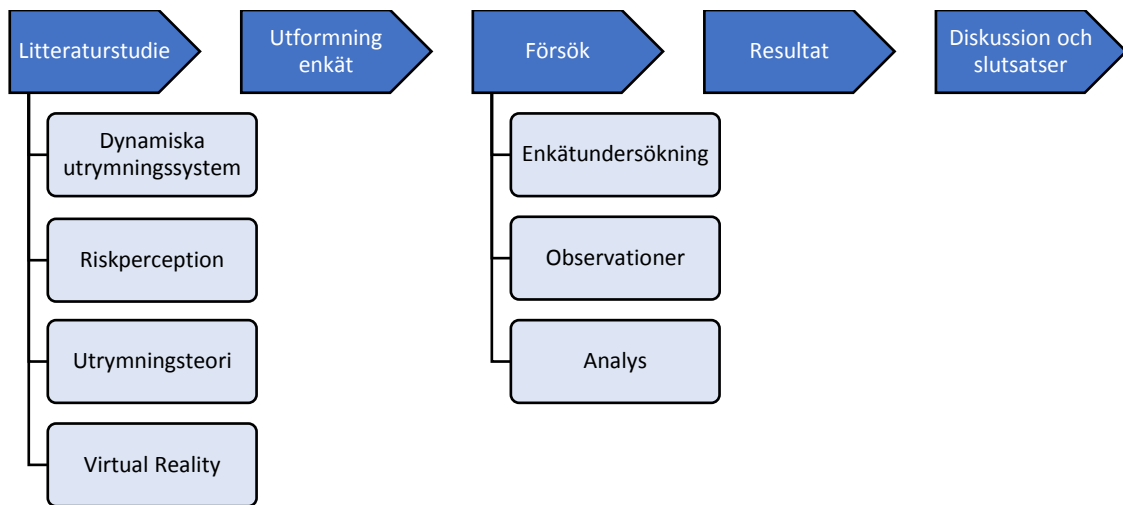 Litteraturstudie
Utformning
enkät
Försök
Resultat
Diskussion och
slutsatser
Dynamiska
utrymningssystem
Riskperception
Utrymningsteori
Virtual Reality
Enkätundersökning
Observationer
Analys